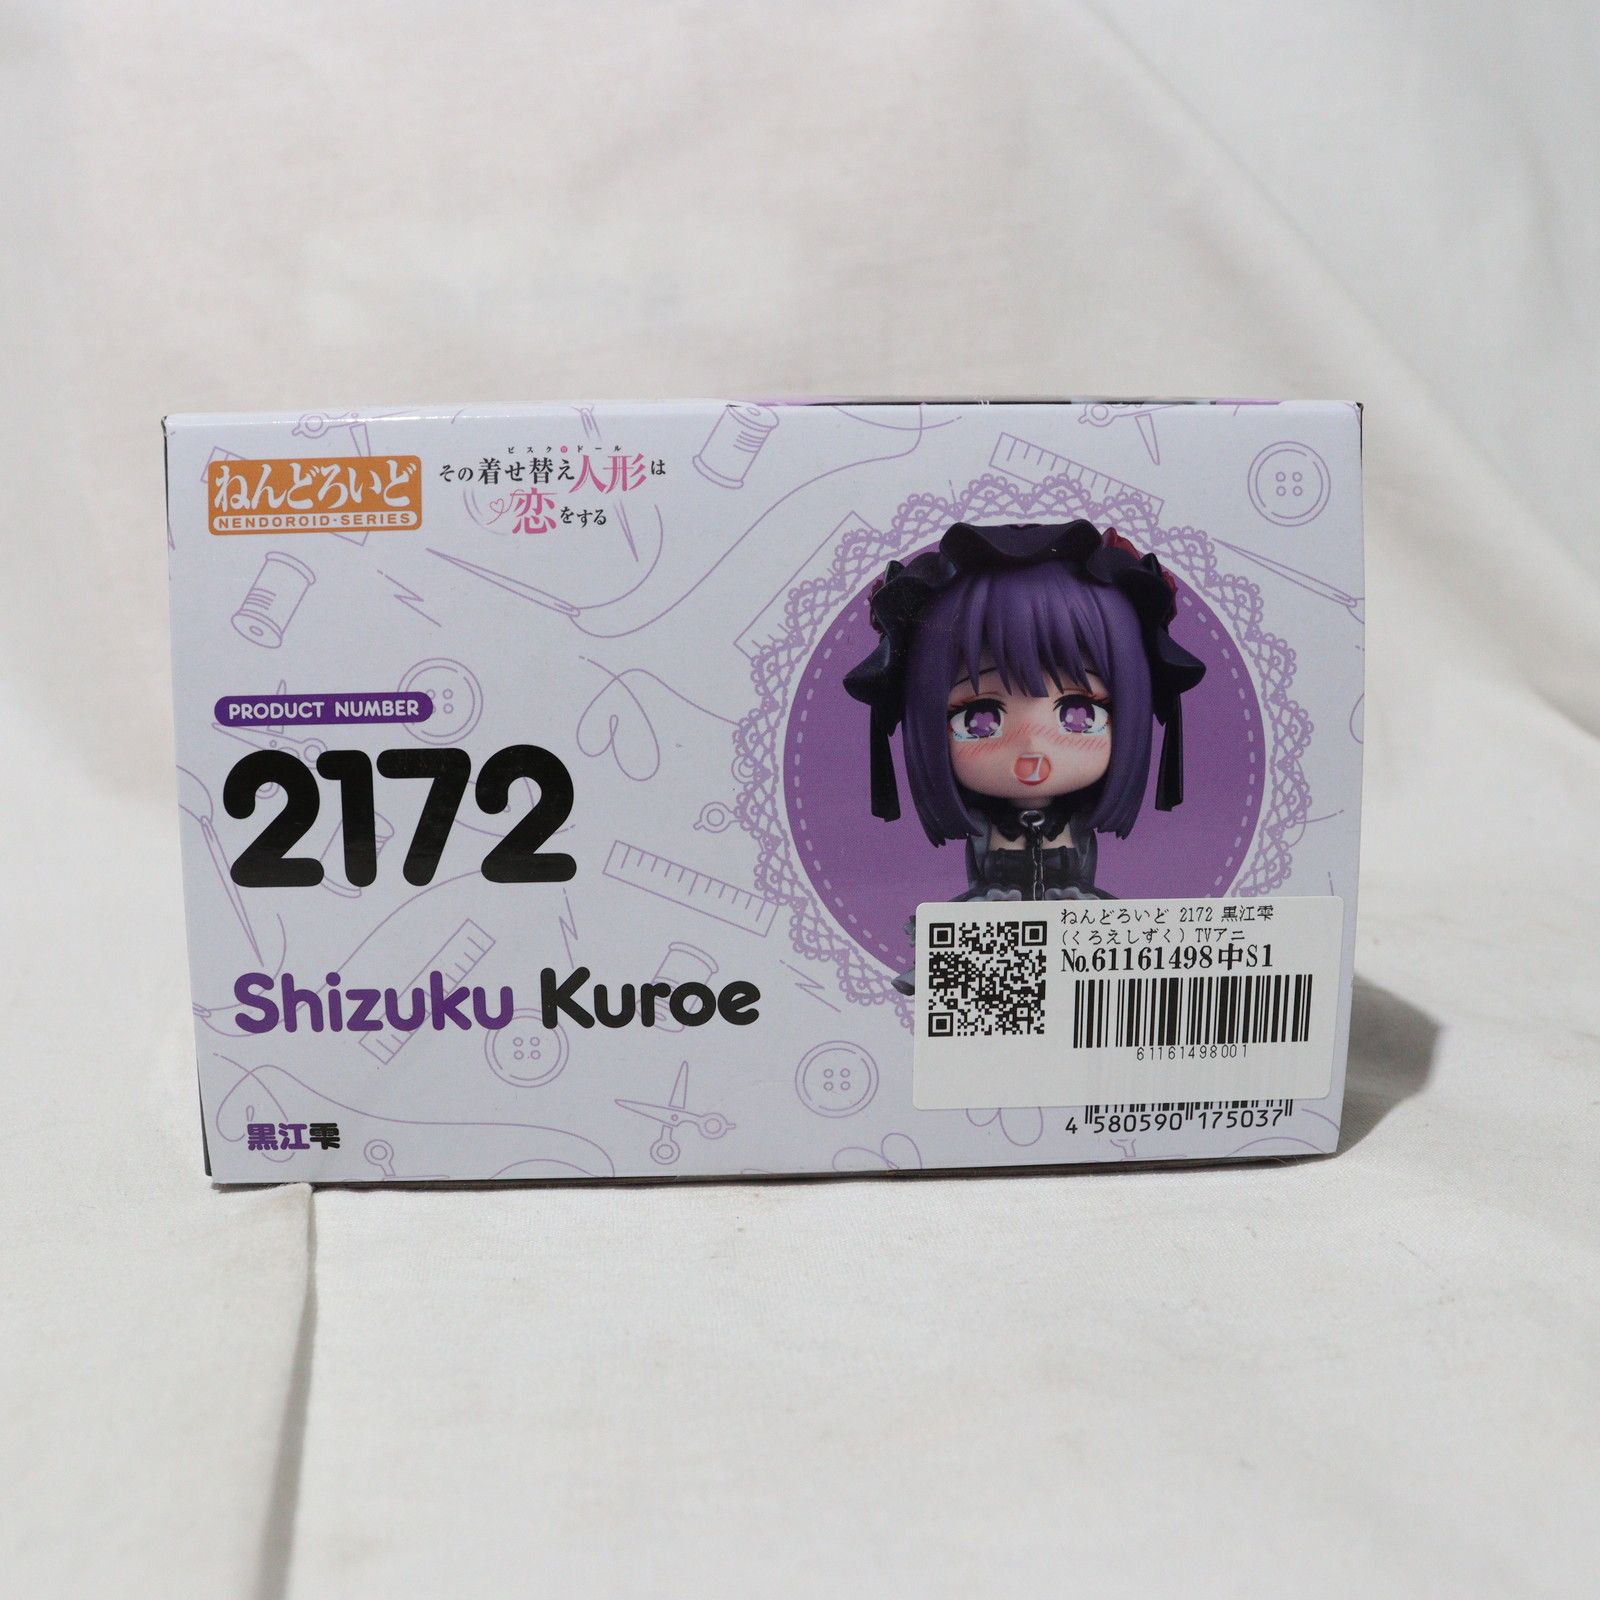 ねんどろいど
NENDOROID-SERIES
ビスク・ドール
その着せ替え人形は
恋をする
PRODUCT NUMBER
2172
Shizuku Kuroe
黒江雫
ねんどろいど 2172 黒江雫
(くろえしずく) TVアニ
No.61161498中S1
61161498001
4 580590 175037